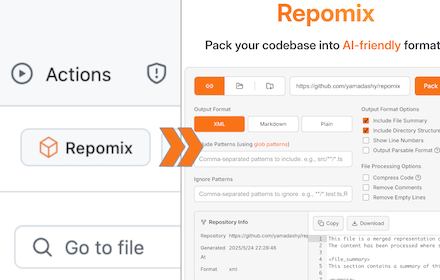 Actions
Repomix
Go to file
Repomix
Pack your codebase into AI-friendly format
https://github.com/yamadashy/repomix
Pack
Output Format
XML
Markdown
Plain
Patterns (using glob patterns)
Comma-separated patterns to include. e.g., src/**/*.ts
Ignore Patterns
Comma-separated patterns to ignore. e.g., **/*.test.ts,R
Output Format Options
Include File Summary
Include Directory Structure
Show Line Numbers
Output Parsable Format
File Processing Options
Compress Code
Remove Comments
Remove Empty Lines
Repository Info
Repository https://github.com/yamadashy/
Generated At 2025/5/24 22:28:46
Format xml
Copy
Download
1 This file is a merged representation
2 The content has been processed where
3
4 <file_summary>
5 This section contains a summary of th